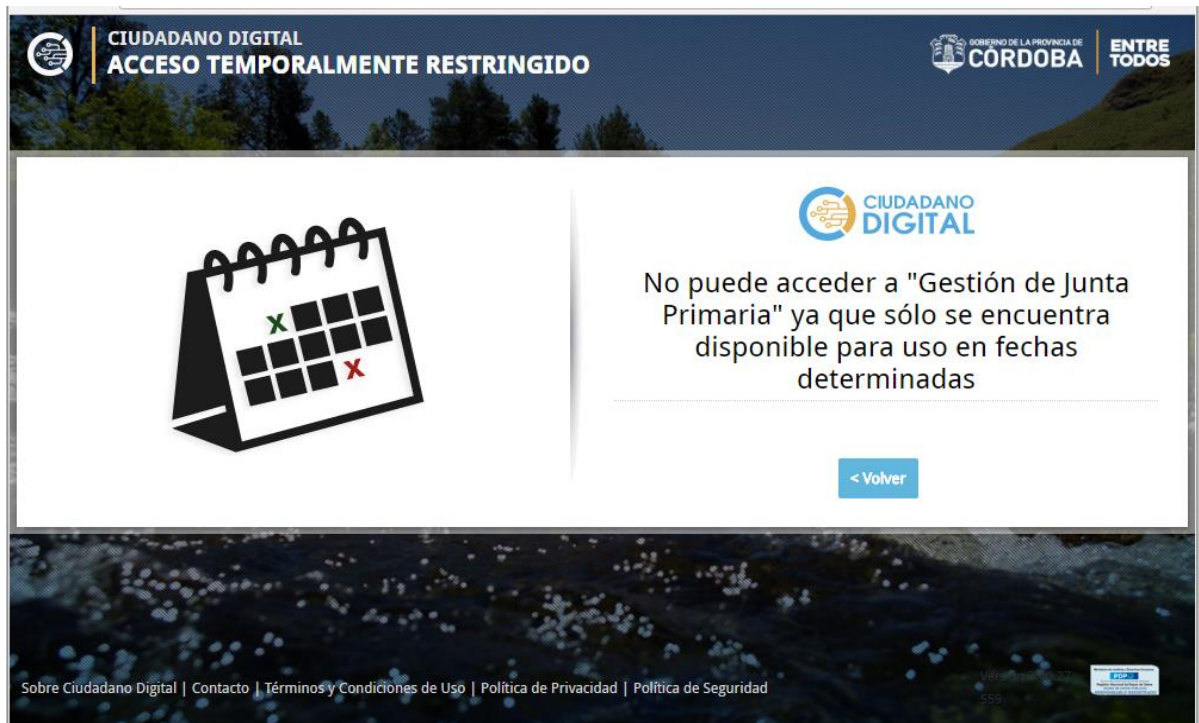 CIUDADANO DIGITAL
ACCESO TEMPORALMENTE RESTRINGIDO
GOBIERNO DE LA PROVINCIA DE
CÓRDOBA
ENTRE
TODOS
CIUDADANO
DIGITAL
No puede acceder a "Gestión de Junta
Primaria" ya que sólo se encuentra
disponible para uso en fechas
determinadas
x
x
< Volver
Sobre Ciudadano Digital | Contacto | Términos y Condiciones de Uso | Política de Privacidad | Política de Seguridad
559
PDP